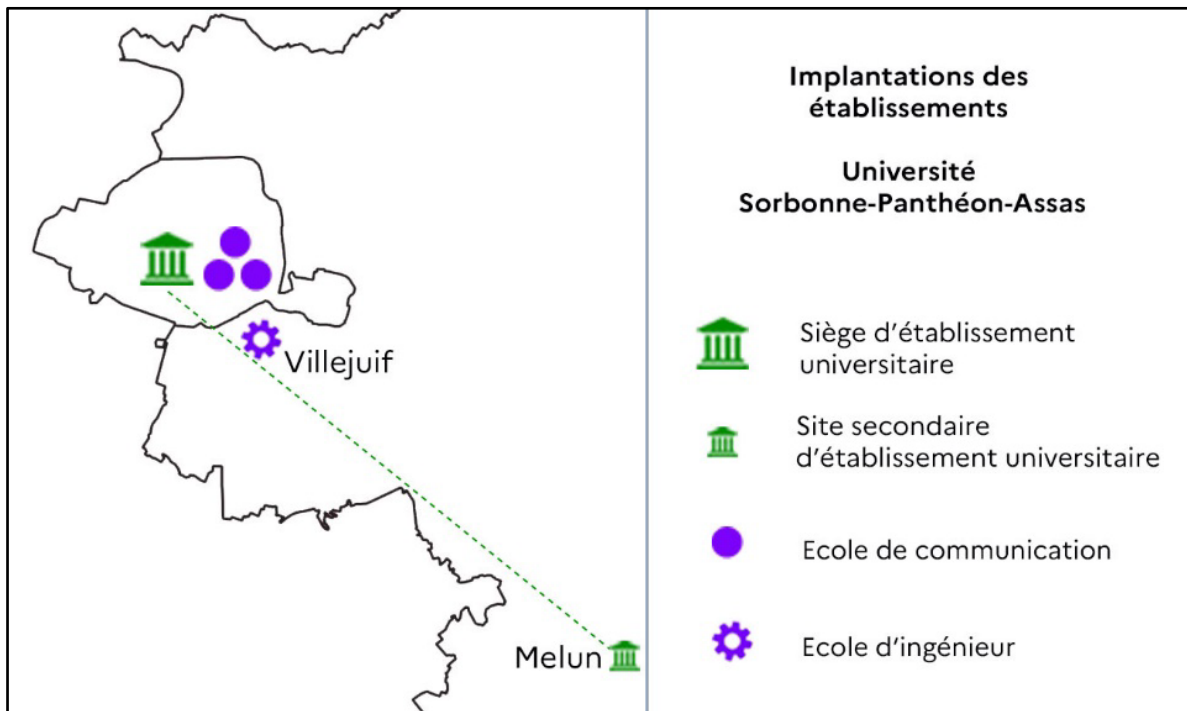 Villejuif
Melun
Implantations des
établissements
Université
Sorbonne-Panthéon-Assas
Siège d'établissement
universitaire
Site secondaire
d'établissement universitaire
Ecole de communication
Ecole d'ingénieur